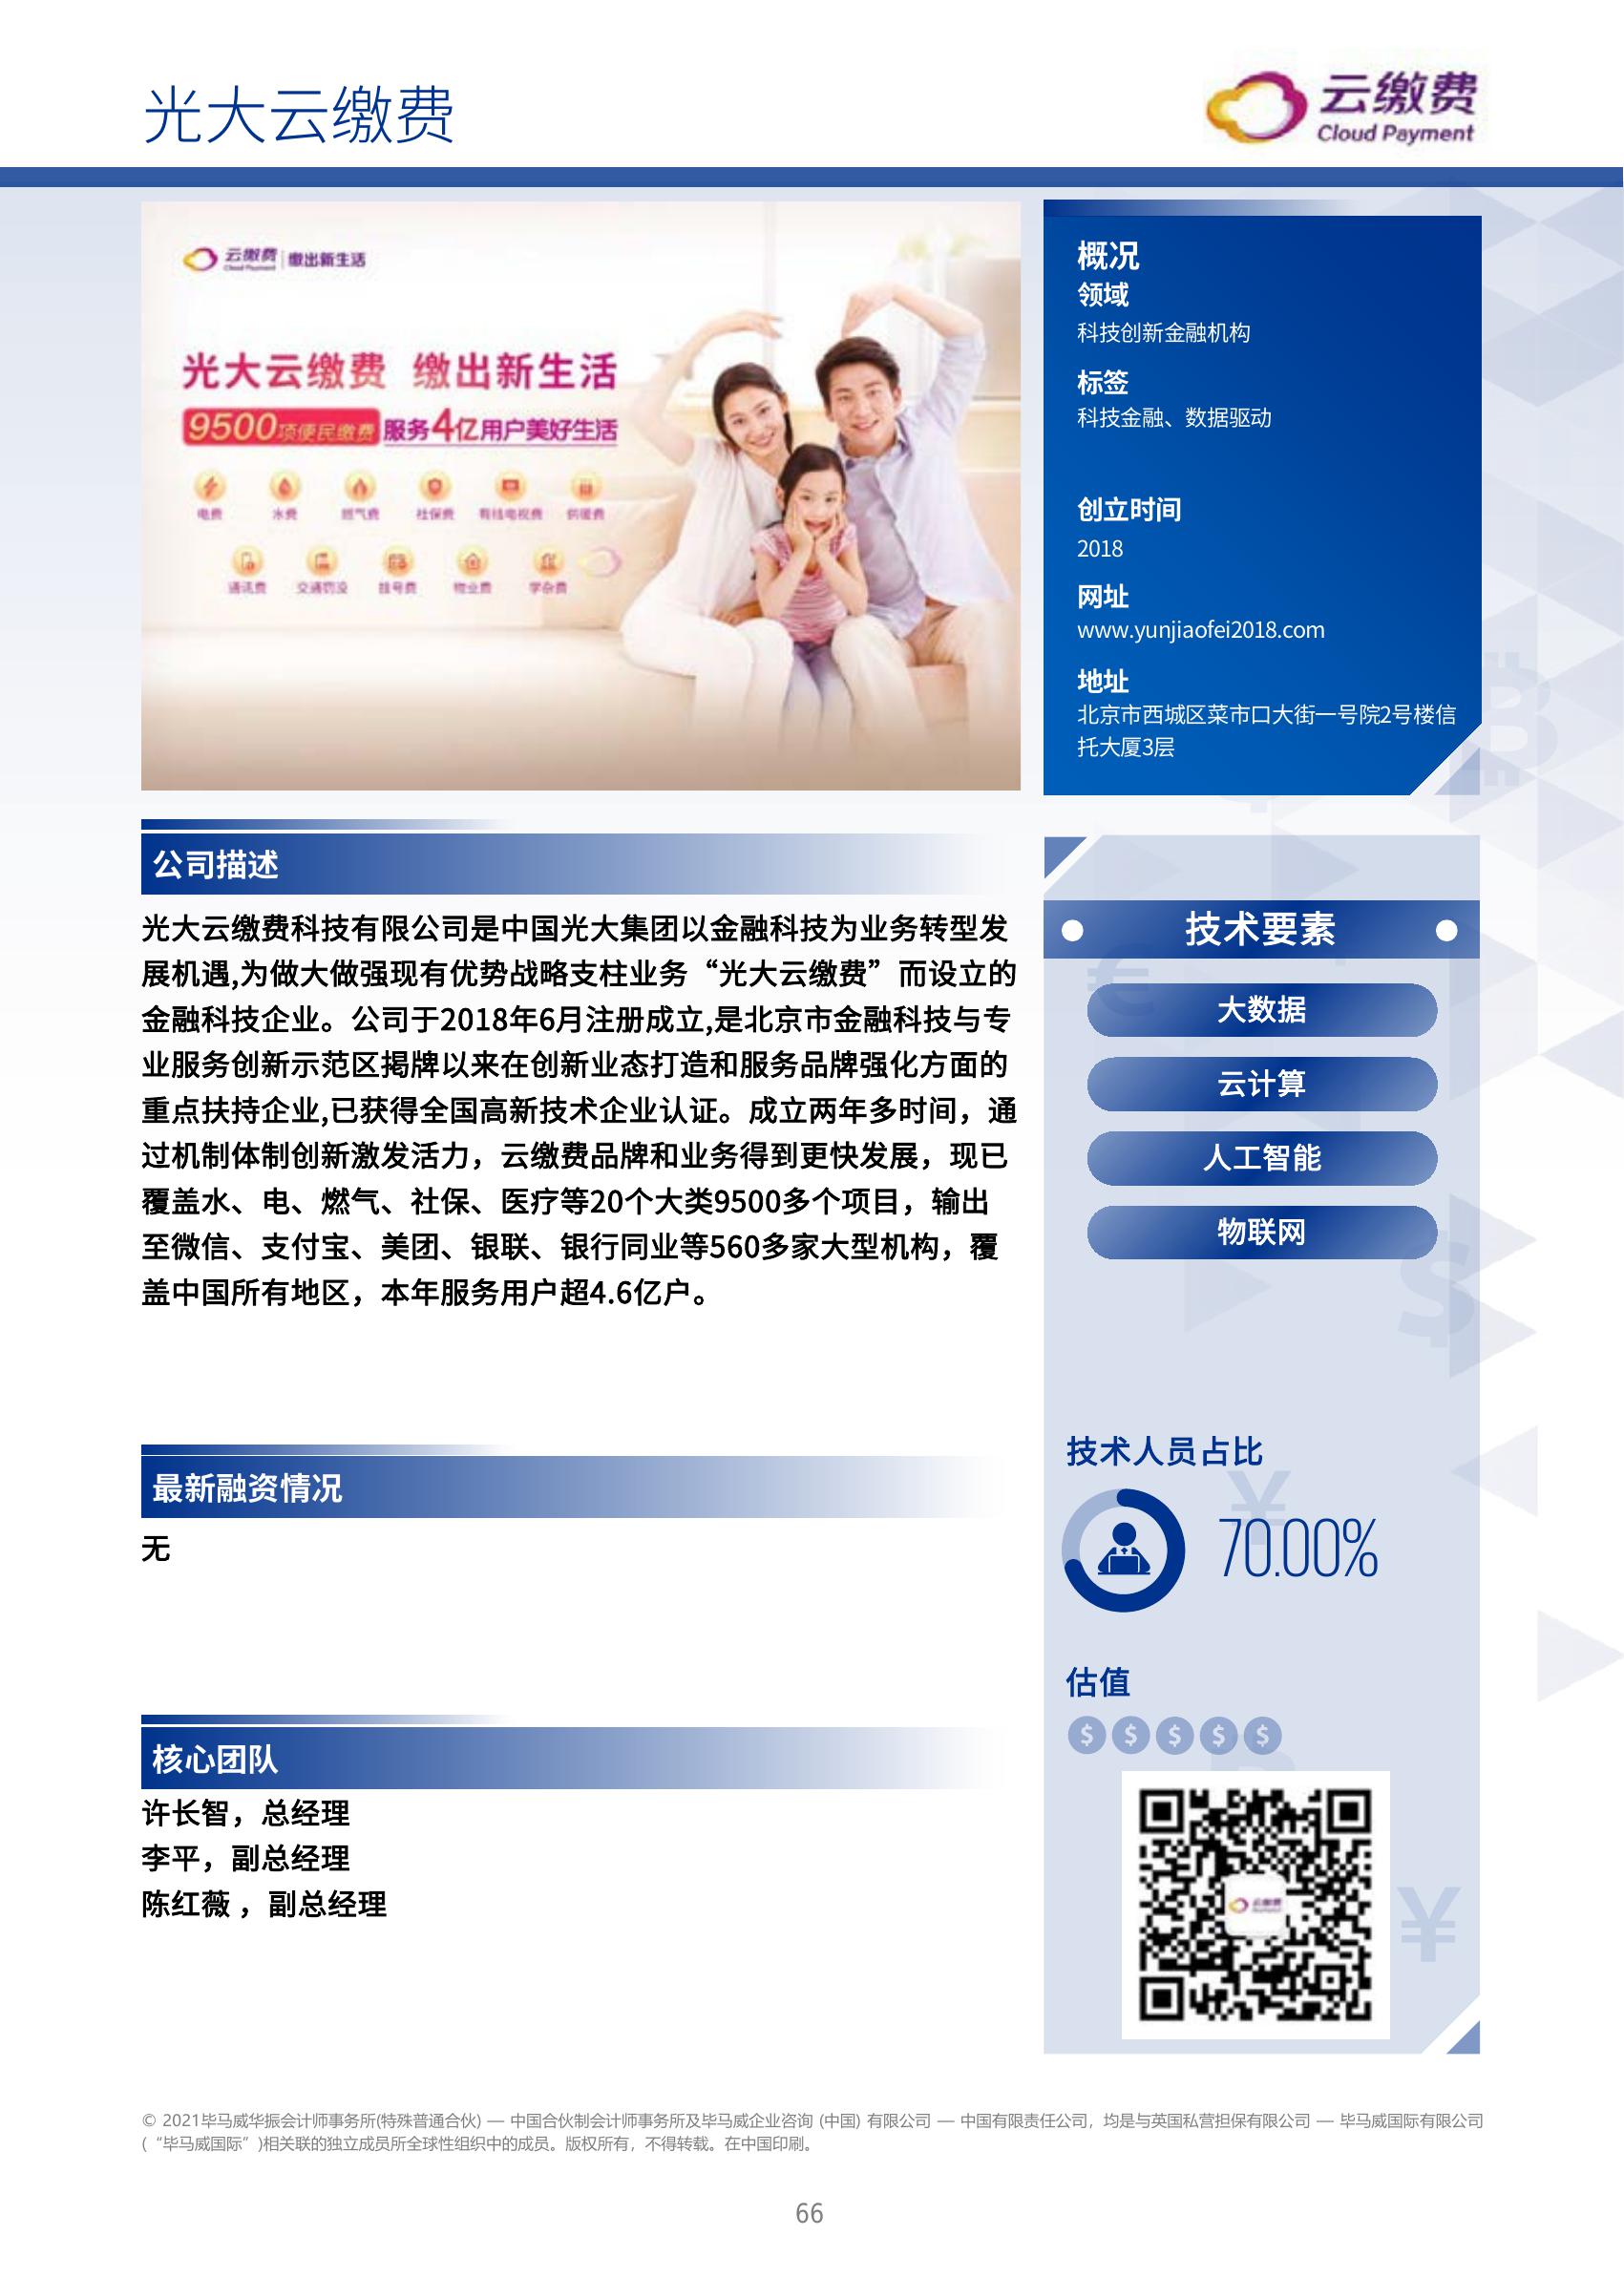 光大云缴费
云缴费
Cloud Payment
云缴费 缴出新生活
Cloud Payment
光大云缴费 缴出新生活
9500项便民缴费 服务4亿用户美好生活
电费 水费 燃气费 社保费 有线电视费 供暖费
通讯费 交通罚没 挂号费 物业费 学杂费
概况
领域
科技创新金融机构
标签
科技金融、数据驱动
创立时间
2018
网址
www.yunjiaofei2018.com
地址
北京市西城区菜市口大街一号院2号楼信
托大厦3层
公司描述
光大云缴费科技有限公司是中国光大集团以金融科技为业务转型发
展机遇,为做大做强现有优势战略支柱业务“光大云缴费”而设立的
金融科技企业。公司于2018年6月注册成立,是北京市金融科技与专
业服务创新示范区揭牌以来在创新业态打造和服务品牌强化方面的
重点扶持企业,已获得全国高新技术企业认证。成立两年多时间，通
过机制体制创新激发活力，云缴费品牌和业务得到更快发展，现已
覆盖水、电、燃气、社保、医疗等20个大类9500多个项目，输出
至微信、支付宝、美团、银联、银行同业等560多家大型机构，覆
盖中国所有地区，本年服务用户超4.6亿户。
最新融资情况
无
核心团队
许长智，总经理
李平，副总经理
陈红薇 ，副总经理
技术要素
大数据
云计算
人工智能
物联网
技术人员占比
70.00%
估值
$ $ $ $ $
云缴费
© 2021毕马威华振会计师事务所(特殊普通合伙) — 中国合伙制会计师事务所及毕马威企业咨询 (中国) 有限公司 — 中国有限责任公司，均是与英国私营担保有限公司 — 毕马威国际有限公司
(“毕马威国际”)相关联的独立成员所全球性组织中的成员。版权所有，不得转载。在中国印刷。
66